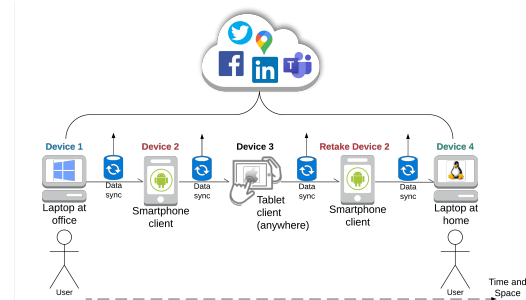 f
in
T
Device 1
Device 2
Device 3
Retake Device 2
Device 4
Data
sync
Data
sync
Data
sync
Data
sync
Laptop at
office
Smartphone
client
Tablet
client
(anywhere)
Smartphone
client
Laptop at
home
User
User
Time and
Space